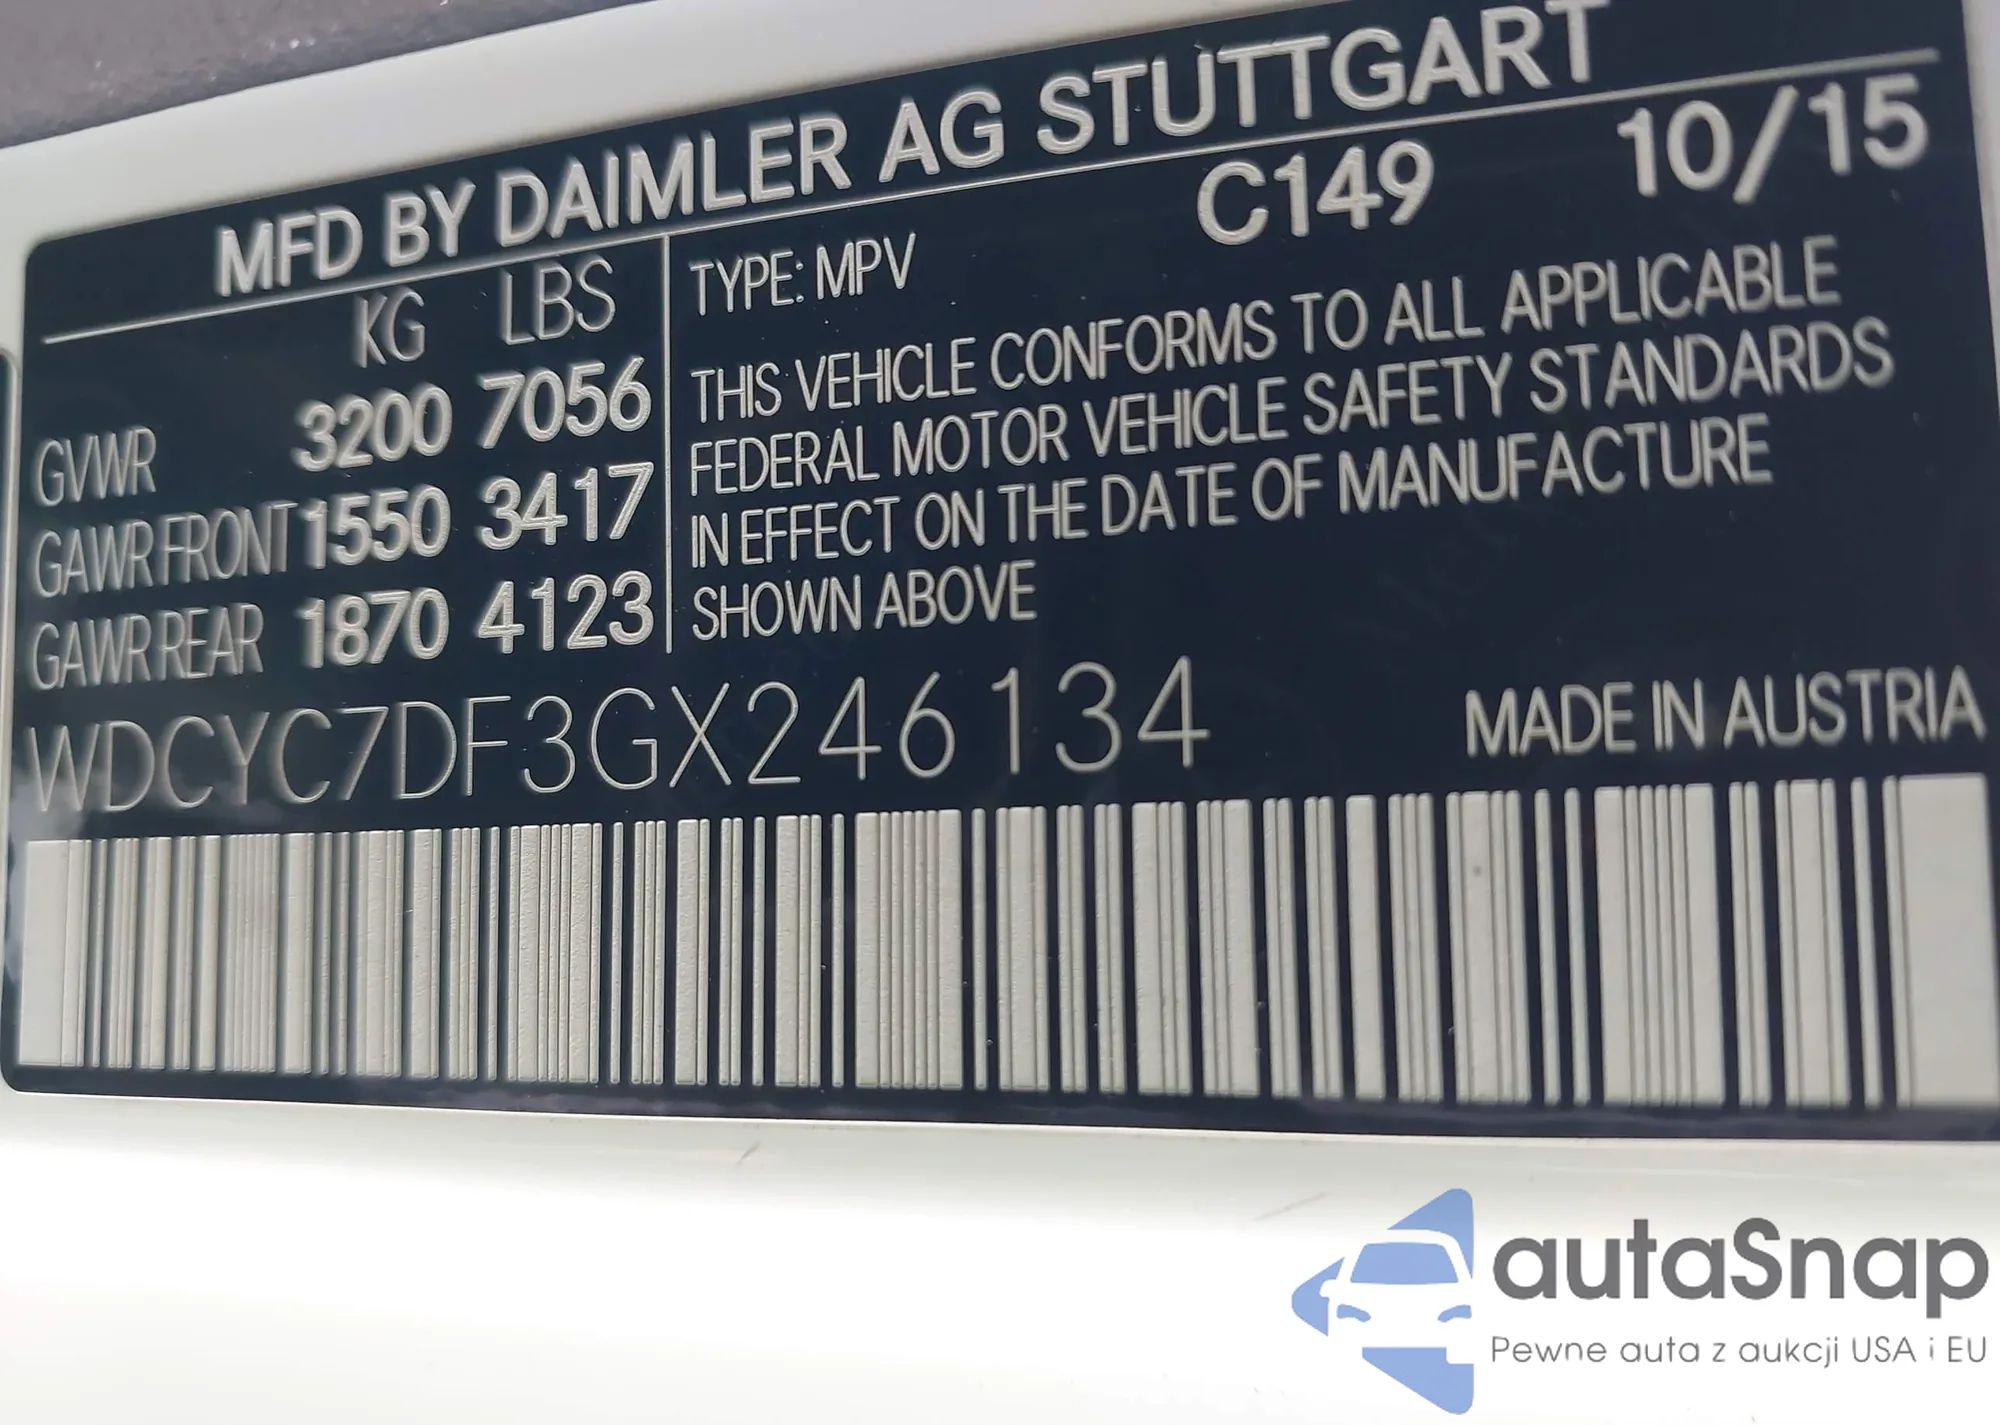 MFD BY DAIMLER AG STUTTGART
C149 10/15
KG LBS
GVWR 3200 7056
GAWR FRONT 1550 3417
GAWR REAR 1870 4123
TYPE: MPV
THIS VEHICLE CONFORMS TO ALL APPLICABLE
FEDERAL MOTOR VEHICLE SAFETY STANDARDS
IN EFFECT ON THE DATE OF MANUFACTURE
SHOWN ABOVE
WDCYC7DF3GX246134 MADE IN AUSTRIA
autaSnap
Pewne auta z aukcji USA i EU